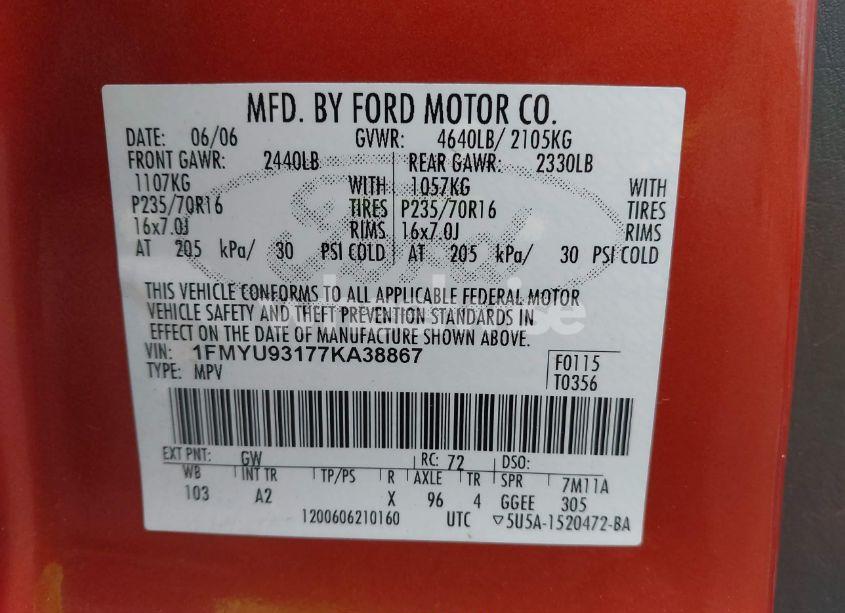 MFD. BY FORD MOTOR CO.
DATE: 06/06 GVWR: 4640LB/ 2105KG
FRONT GAWR: 2440LB REAR GAWR: 2330LB
1107KG WITH 1057KG WITH
P235/70R16 TIRES P235/70R16 TIRES
16x7.0J RIMS 16x7.0J RIMS
AT 205 kPa/ 30 PSI COLD AT 205 kPa/ 30 PSI COLD
THIS VEHICLE CONFORMS TO ALL APPLICABLE FEDERAL MOTOR
VEHICLE SAFETY AND THEFT PREVENTION STANDARDS IN
EFFECT ON THE DATE OF MANUFACTURE SHOWN ABOVE.
VIN: 1FMYU93177KA38867 F0115
TYPE: MPV T0356
EXT PNT: GW RC: 72 DSO:
WB INT TR TP/PS R AXLE TR SPR 7M11A
103 A2 X 96 4 GGEE 305
1200606210160 UTC ▽5U5A-1520472-BA